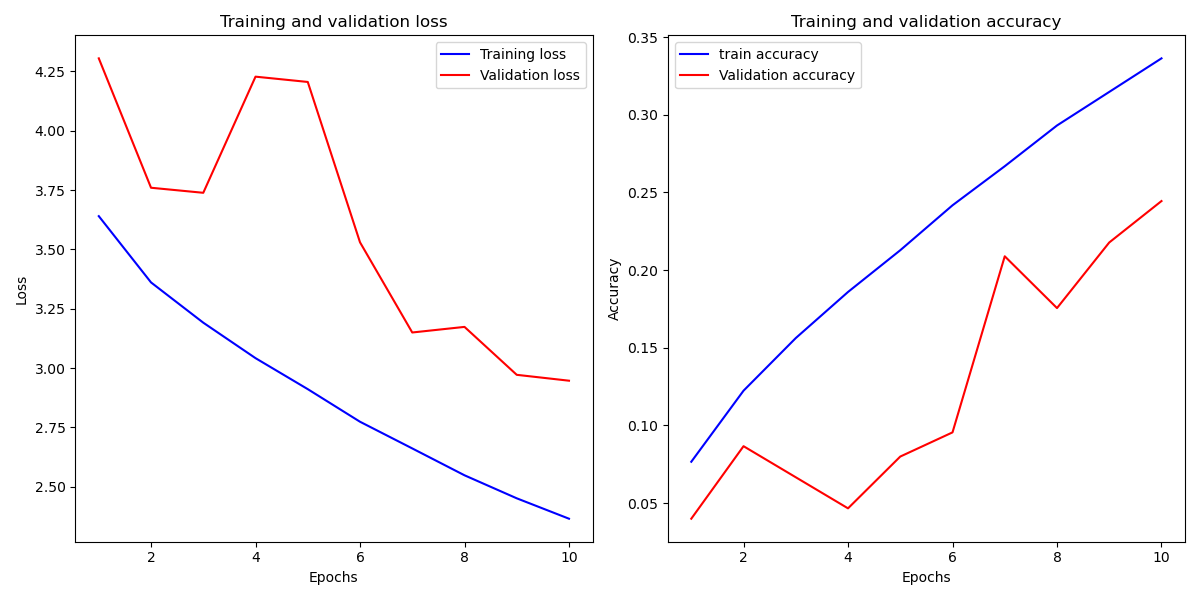 Training and validation loss
Training loss
Validation loss
4.25
4.00
3.75
3.50
3.25
3.00
2.75
2.50
Loss
2 4 6 8 10
Epochs
Training and validation accuracy
train accuracy
Validation accuracy
0.35
0.30
0.25
0.20
0.15
0.10
0.05
Accuracy
2 4 6 8 10
Epochs